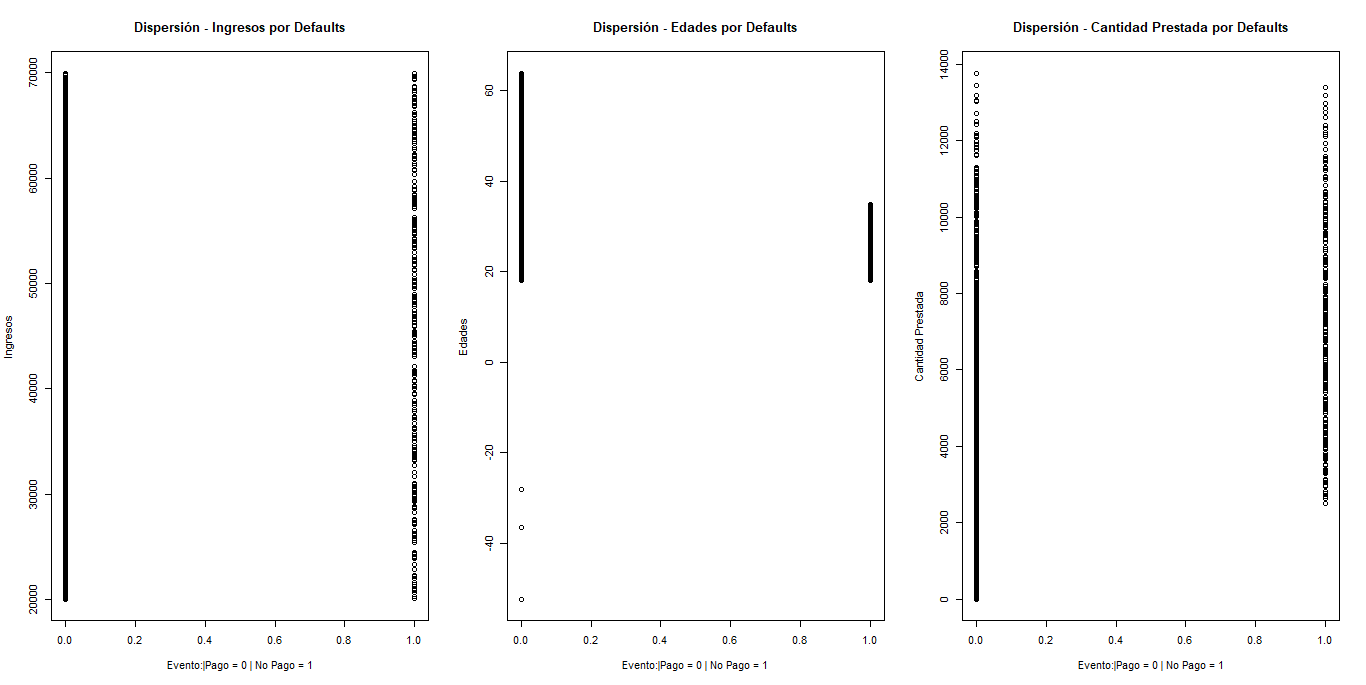 Dispersión - Ingresos por Defaults
Ingresos
70000
60000
50000
40000
30000
20000
0.0 0.2 0.4 0.6 0.8 1.0
Evento:|Pago = 0 | No Pago = 1
Dispersión - Edades por Defaults
Edades
60
40
20
0
-20
-40
0.0 0.2 0.4 0.6 0.8 1.0
Evento:|Pago = 0 | No Pago = 1
Dispersión - Cantidad Prestada por Defaults
Cantidad Prestada
14000
12000
10000
8000
6000
4000
2000
0
0.0 0.2 0.4 0.6 0.8 1.0
Evento:|Pago = 0 | No Pago = 1